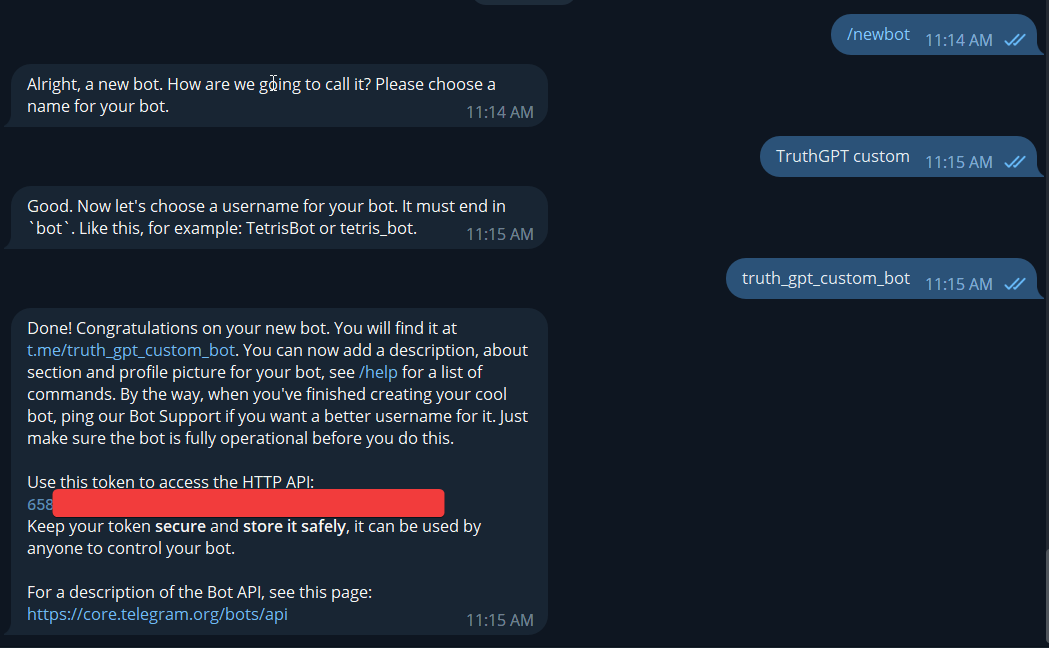 /newbot 11:14 AM
Alright, a new bot. How are we going to call it? Please choose a
name for your bot.
11:14 AM
TruthGPT custom 11:15 AM
Good. Now let's choose a username for your bot. It must end in
`bot`. Like this, for example: TetrisBot or tetris_bot.
11:15 AM
truth_gpt_custom_bot 11:15 AM
Done! Congratulations on your new bot. You will find it at
t.me/truth_gpt_custom_bot. You can now add a description, about
section and profile picture for your bot, see /help for a list of
commands. By the way, when you've finished creating your cool
bot, ping our Bot Support if you want a better username for it. Just
make sure the bot is fully operational before you do this.
Use this token to access the HTTP API:
658
Keep your token secure and store it safely, it can be used by
anyone to control your bot.
For a description of the Bot API, see this page:
https://core.telegram.org/bots/api
11:15 AM